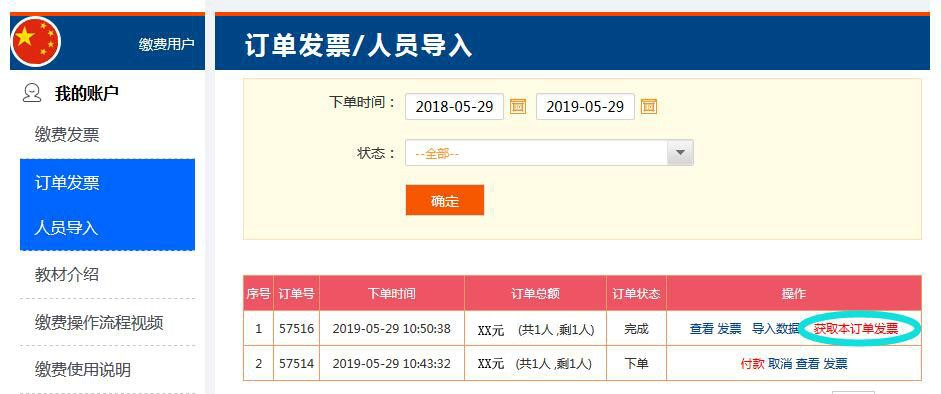 缴费用户
我的账户
缴费发票
订单发票
人员导入
教材介绍
缴费操作流程视频
缴费使用说明
订单发票/人员导入
下单时间： 2018-05-29 2019-05-29
状态： --全部--
确定
序号 订单号 下单时间 订单总额 订单状态 操作
1 57516 2019-05-29 10:50:38 XX元 (共1人 ,剩1人) 完成 查看 发票 导入数据 获取本订单发票
2 57514 2019-05-29 10:43:32 XX元 (共1人 ,剩1人) 下单 付款 取消 查看 发票